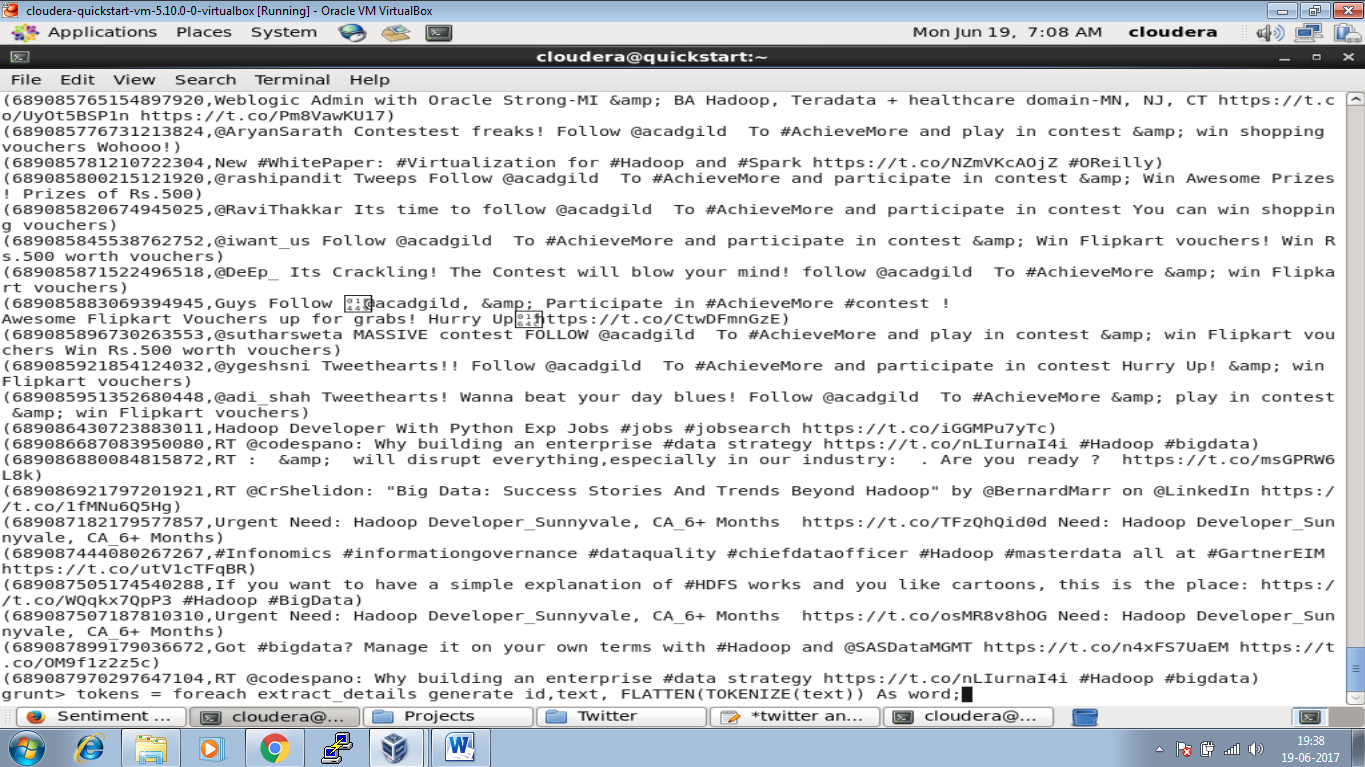 cloudera-quickstart-vm-5.10.0-0-virtualbox [Running] - Oracle VM VirtualBox
Applications Places System Mon Jun 19, 7:08 AM cloudera
cloudera@quickstart:~
File Edit View Search Terminal Help
(689085765154897920,Weblogic Admin with Oracle Strong-MI &amp; BA Hadoop, Teradata + healthcare domain-MN, NJ, CT https://t.c
o/UyOt5BSP1n https://t.co/Pm8VawKU17)
(689085776731213824,@AryanSarath Contestest freaks! Follow @acadgild  To #AchieveMore and play in contest &amp; win shopping
vouchers Wohooo!)
(689085781210722304,New #WhitePaper: #Virtualization for #Hadoop and #Spark https://t.co/NZmVKcAOjZ #OReilly)
(689085800215121920,@rashipandit Tweeps Follow @acadgild  To #AchieveMore and participate in contest &amp; Win Awesome Prizes
! Prizes of Rs.500)
(689085820674945025,@RaviThakkar Its time to follow @acadgild  To #AchieveMore and participate in contest You can win shoppin
g vouchers)
(689085845538762752,@iwant_us Follow @acadgild  To #AchieveMore and participate in contest &amp; Win Flipkart vouchers! Win R
s.500 worth vouchers)
(689085871522496518,@DeEp_ Its Crackling! The Contest will blow your mind! follow @acadgild  To #AchieveMore &amp; win Flipka
rt vouchers)
(689085883069394945,Guys Follow @acadgild, &amp; Participate in #AchieveMore #contest !
Awesome Flipkart Vouchers up for grabs! Hurry Up https://t.co/CtwDFmnGzE)
(689085896730263553,@sutharsweta MASSIVE contest FOLLOW @acadgild  To #AchieveMore and play in contest &amp; win Flipkart vou
chers Win Rs.500 worth vouchers)
(689085921854124032,@ygeshsni Tweethearts!! Follow @acadgild  To #AchieveMore and participate in contest Hurry Up! &amp; win
Flipkart vouchers)
(689085951352680448,@adi_shah Tweethearts! Wanna beat your day blues! Follow @acadgild  To #AchieveMore &amp; play in contest
&amp; win Flipkart vouchers)
(689086430723883011,Hadoop Developer With Python Exp Jobs #jobs #jobsearch https://t.co/iGGMPu7yTc)
(689086687083950080,RT @codespano: Why building an enterprise #data strategy https://t.co/nLIurnaI4i #Hadoop #bigdata)
(689086880084815872,RT :  &amp;  will disrupt everything,especially in our industry:  . Are you ready ?  https://t.co/msGPRW6
L8k)
(689086921797201921,RT @CrShelidon: "Big Data: Success Stories And Trends Beyond Hadoop" by @BernardMarr on @LinkedIn https:/
/t.co/1fMNu6Q5Hg)
(689087182179577857,Urgent Need: Hadoop Developer_Sunnyvale, CA_6+ Months  https://t.co/TFzQhQid0d Need: Hadoop Developer_Sun
nyvale, CA_6+ Months)
(689087444080267267,#Infonomics #informationgovernance #dataquality #chiefdataofficer #Hadoop #masterdata all at #GartnerEIM
https://t.co/utV1cTFqBR)
(689087505174540288,If you want to have a simple explanation of #HDFS works and you like cartoons, this is the place: https:/
/t.co/WQqkx7QpP3 #Hadoop #BigData)
(689087507187810310,Urgent Need: Hadoop Developer_Sunnyvale, CA_6+ Months  https://t.co/osMR8v8hOG Need: Hadoop Developer_Sun
nyvale, CA_6+ Months)
(689087899179036672,Got #bigdata? Manage it on your own terms with #Hadoop and @SASDataMGMT https://t.co/n4xFS7UaEM https://t
.co/OM9f1z2z5c)
(689087970297647104,RT @codespano: Why building an enterprise #data strategy https://t.co/nLIurnaI4i #Hadoop #bigdata)
grunt> tokens = foreach extract_details generate id,text, FLATTEN(TOKENIZE(text)) As word;
Sentiment ... cloudera@... Projects Twitter *twitter an... cloudera@...
19:38
19-06-2017